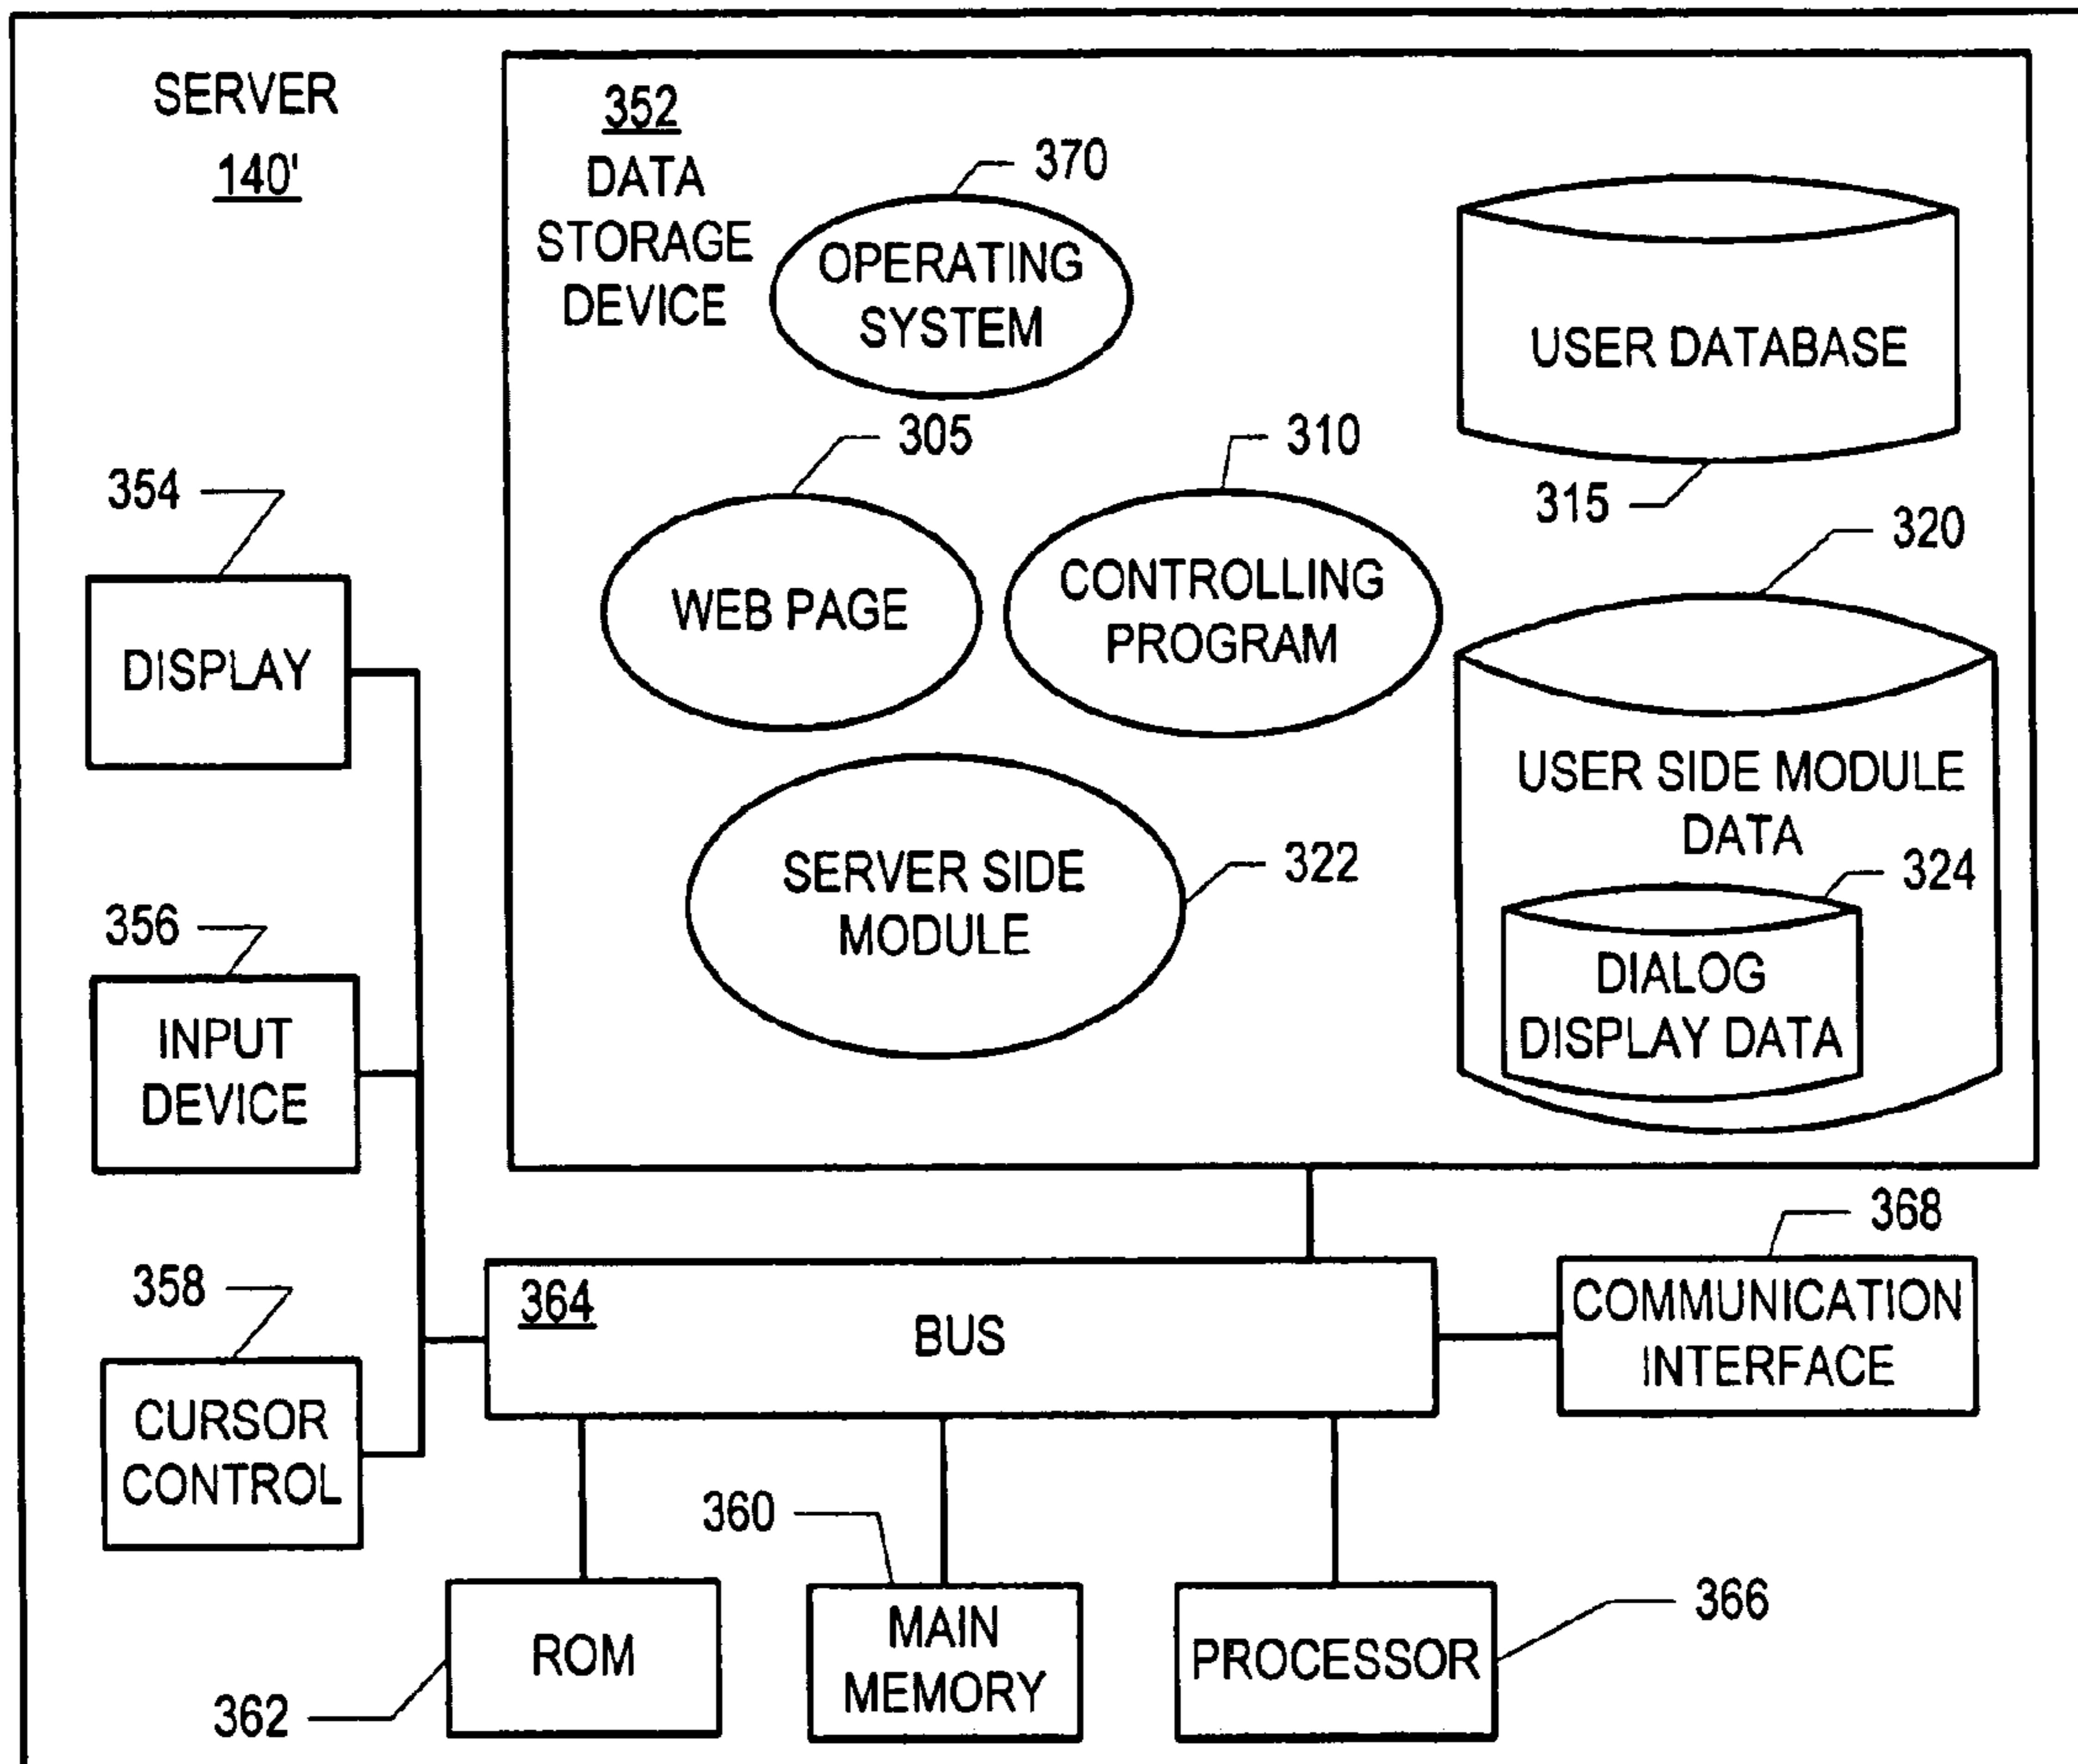 SERVER
140'
352
DATA
STORAGE
DEVICE
370
OPERATING
SYSTEM
USER DATABASE
315
305
WEB PAGE
310
CONTROLLING
PROGRAM
320
USER SIDE MODULE
DATA
324
DIALOG
DISPLAY DATA
SERVER SIDE
MODULE
322
354
DISPLAY
356
INPUT
DEVICE
358
CURSOR
CONTROL
364
BUS
368
COMMUNICATION
INTERFACE
362
ROM
360
MAIN
MEMORY
PROCESSOR
366